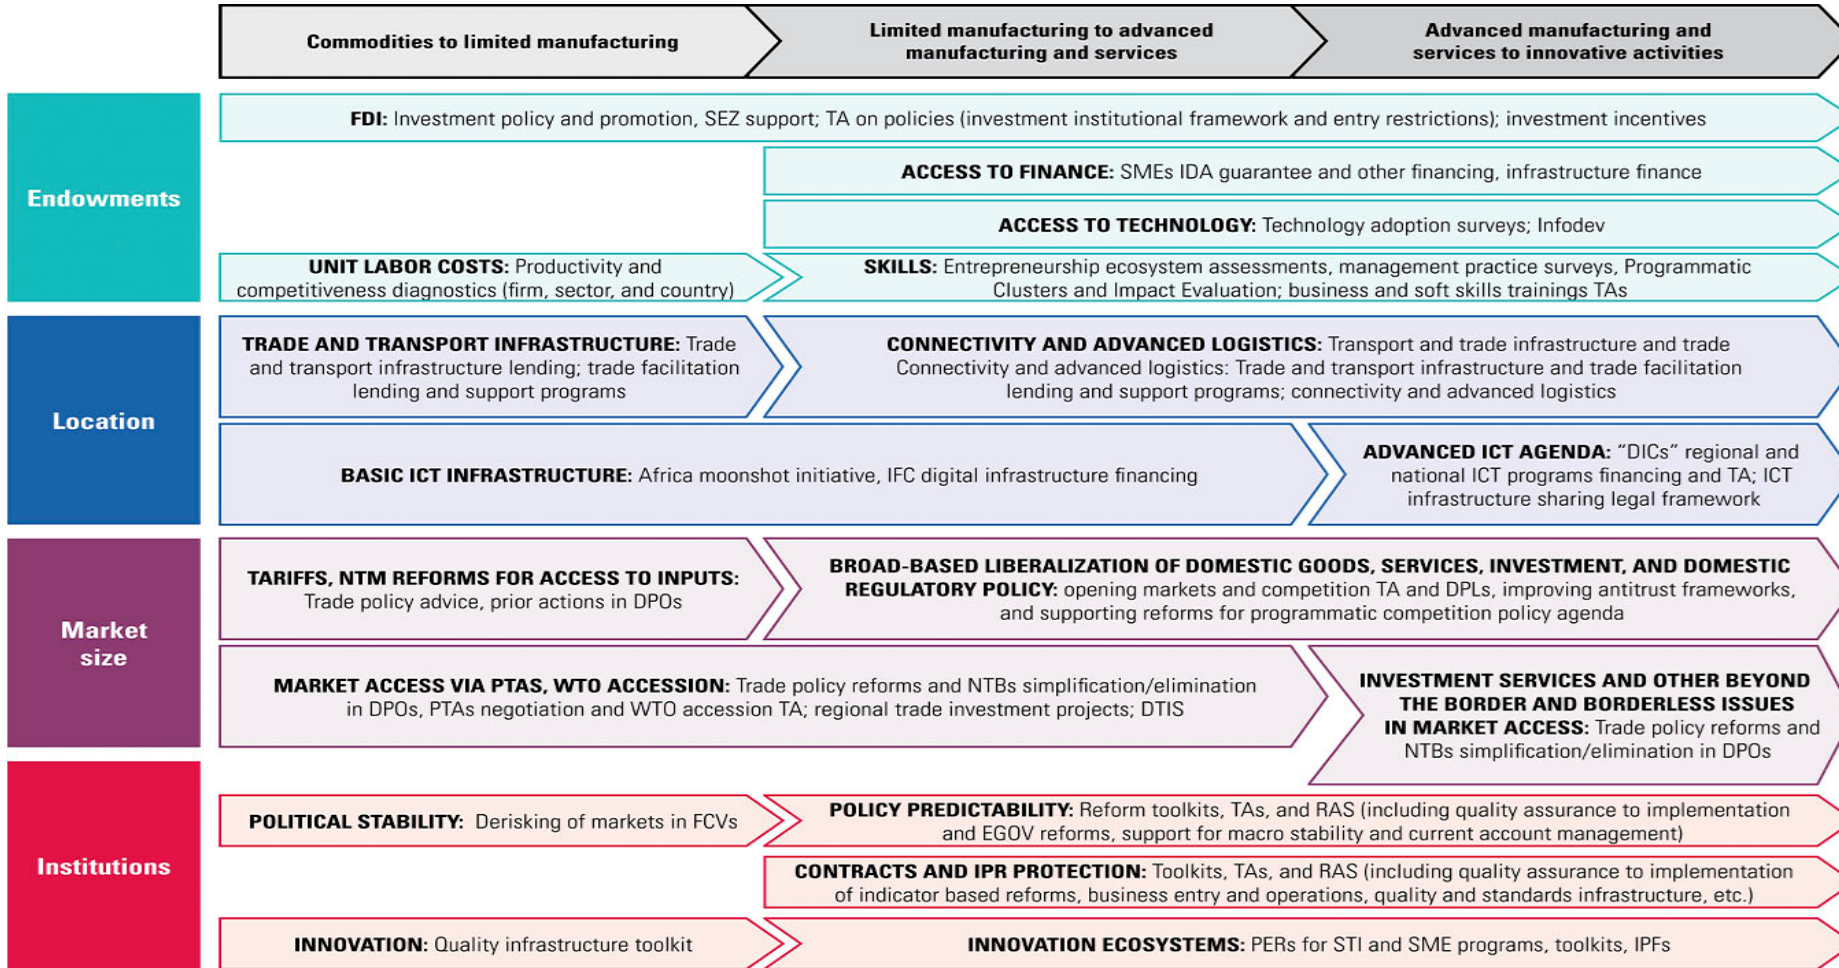 Commodities to limited manufacturing
Limited manufacturing to advanced
manufacturing and services
Advanced manufacturing and
services to innovative activities
Endowments
FDI: Investment policy and promotion, SEZ support; TA on policies (investment institutional framework and entry restrictions); investment incentives
ACCESS TO FINANCE: SMEs IDA guarantee and other financing, infrastructure finance
ACCESS TO TECHNOLOGY: Technology adoption surveys; Infodev
UNIT LABOR COSTS: Productivity and
competitiveness diagnostics (firm, sector, and country)
SKILLS: Entrepreneurship ecosystem assessments, management practice surveys, Programmatic
Clusters and Impact Evaluation; business and soft skills trainings TAs
Location
TRADE AND TRANSPORT INFRASTRUCTURE: Trade
and transport infrastructure lending; trade facilitation
lending and support programs
CONNECTIVITY AND ADVANCED LOGISTICS: Transport and trade infrastructure and trade
Connectivity and advanced logistics: Trade and transport infrastructure and trade facilitation
lending and support programs; connectivity and advanced logistics
BASIC ICT INFRASTRUCTURE: Africa moonshot initiative, IFC digital infrastructure financing
ADVANCED ICT AGENDA: “DICs” regional and
national ICT programs financing and TA; ICT
infrastructure sharing legal framework
Market
size
TARIFFS, NTM REFORMS FOR ACCESS TO INPUTS:
Trade policy advice, prior actions in DPOs
BROAD-BASED LIBERALIZATION OF DOMESTIC GOODS, SERVICES, INVESTMENT, AND DOMESTIC
REGULATORY POLICY: opening markets and competition TA and DPLs, improving antitrust frameworks,
and supporting reforms for programmatic competition policy agenda
MARKET ACCESS VIA PTAS, WTO ACCESSION: Trade policy reforms and NTBs simplification/elimination
in DPOs, PTAs negotiation and WTO accession TA; regional trade investment projects; DTIS
INVESTMENT SERVICES AND OTHER BEYOND
THE BORDER AND BORDERLESS ISSUES
IN MARKET ACCESS: Trade policy reforms and
NTBs simplification/elimination in DPOs
Institutions
POLITICAL STABILITY: Derisking of markets in FCVs
POLICY PREDICTABILITY: Reform toolkits, TAs, and RAS (including quality assurance to implementation
and EGOV reforms, support for macro stability and current account management)
CONTRACTS AND IPR PROTECTION: Toolkits, TAs, and RAS (including quality assurance to implementation
of indicator based reforms, business entry and operations, quality and standards infrastructure, etc.)
INNOVATION: Quality infrastructure toolkit
INNOVATION ECOSYSTEMS: PERs for STI and SME programs, toolkits, IPFs